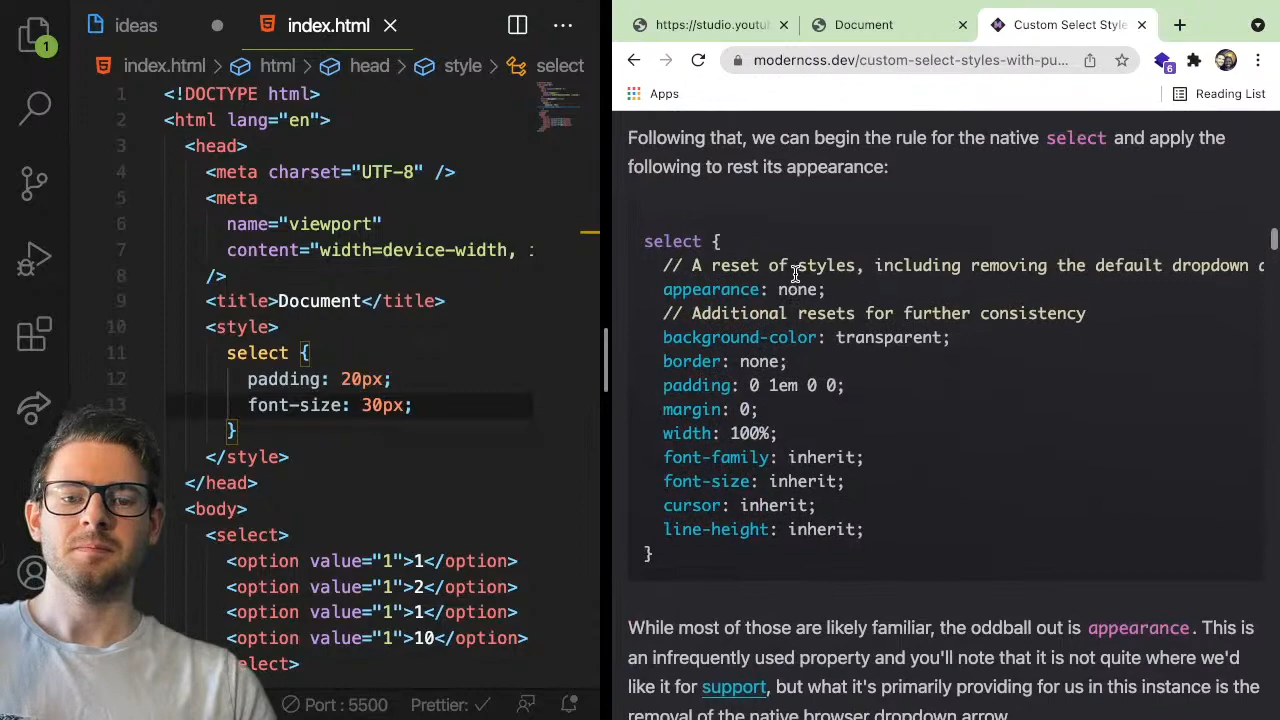 1
ideas
index.html
index.html > html > head > style > select
1 <!DOCTYPE html>
2 <html lang="en">
3 <head>
4 <meta charset="UTF-8" />
5 <meta
6 name="viewport"
7 content="width=device-width, i
8 />
9 <title>Document</title>
10 <style>
11 select {
12 padding: 20px;
13 font-size: 30px;
}
</style>
</head>
<body>
<select>
<option value="1">1</option>
<option value="1">2</option>
<option value="1">1</option>
<option value="1">10</option>
select>
Port : 5500
Prettier:
https://studio.youtu
Document
Custom Select Style
moderncss.dev/custom-select-styles-with-pu...
6
Apps
Reading List
Following that, we can begin the rule for the native select and apply the
following to rest its appearance:
select {
// A reset of styles, including removing the default dropdown a
appearance: none;
// Additional resets for further consistency
background-color: transparent;
border: none;
padding: 0 1em 0 0;
margin: 0;
width: 100%;
font-family: inherit;
font-size: inherit;
cursor: inherit;
line-height: inherit;
}
While most of those are likely familiar, the oddball out is appearance. This is
an infrequently used property and you'll note that it is not quite where we'd
like it for support, but what it's primarily providing for us in this instance is the
removal of the native browser dropdown arrow.